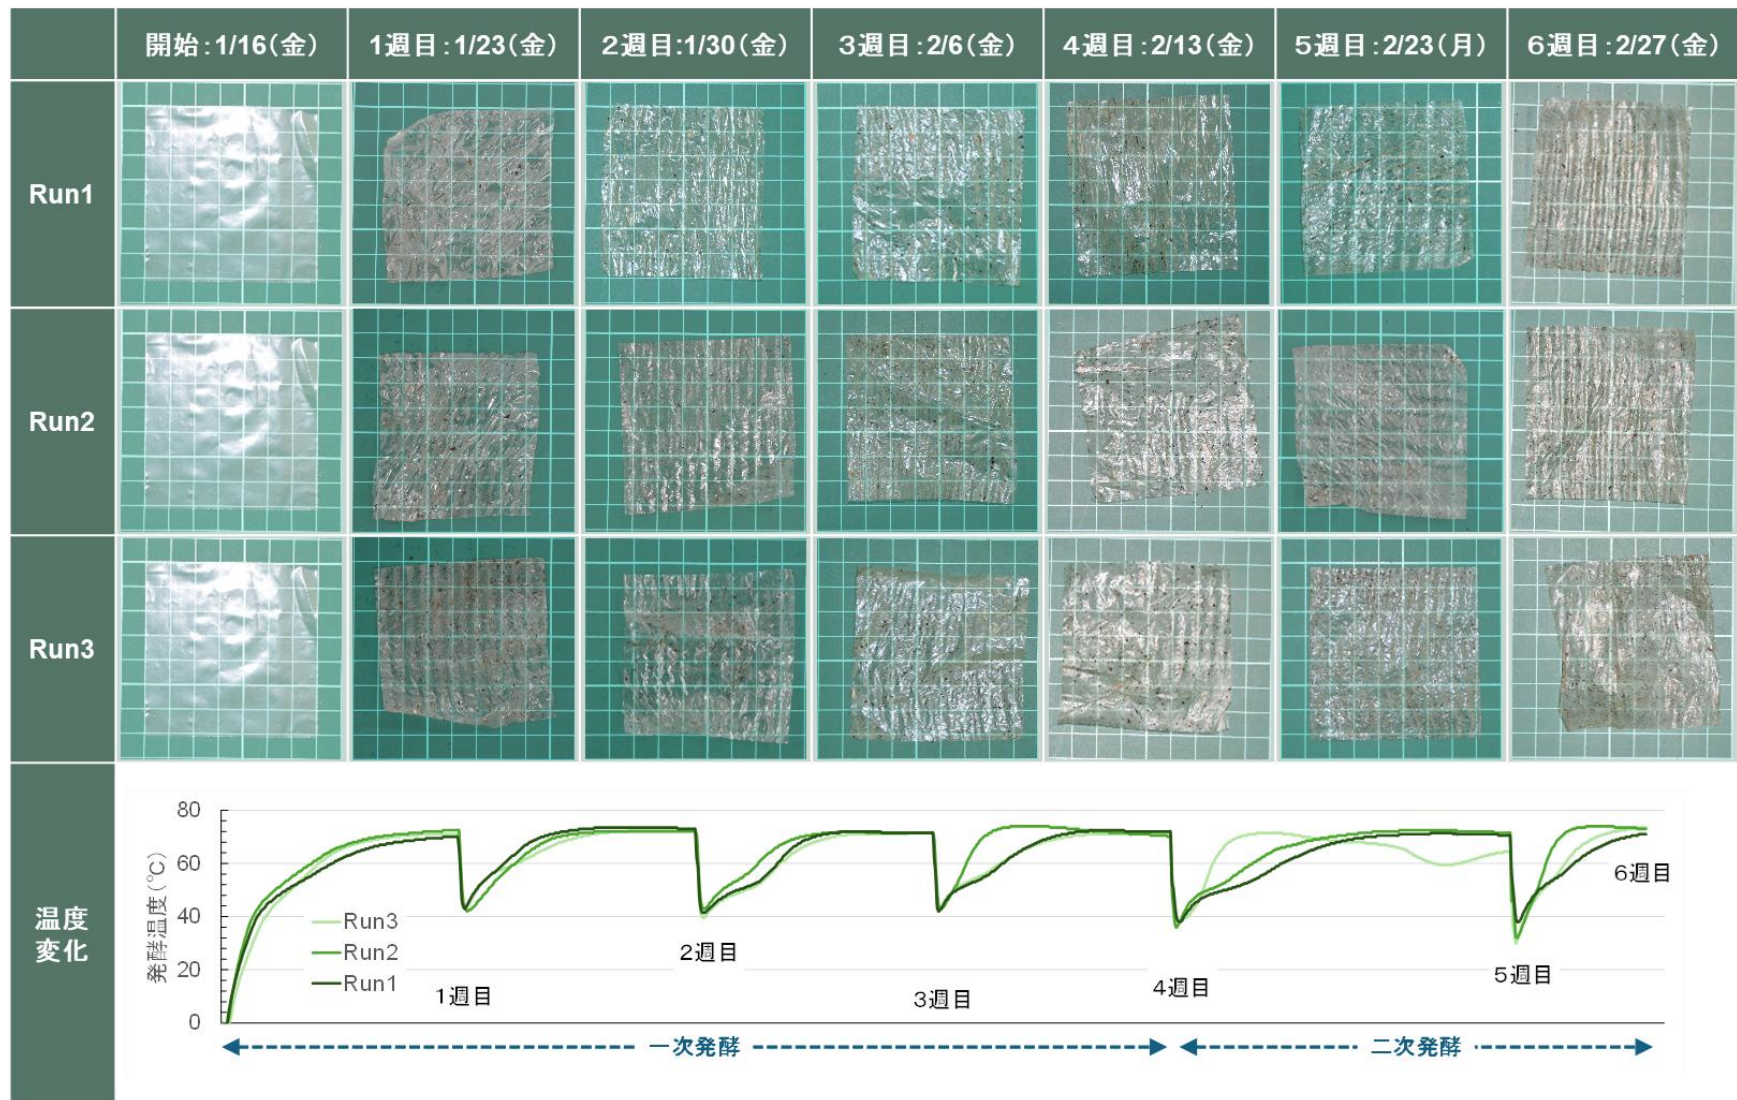 開始:1/16(金)
1週目:1/23(金)
2週目:1/30(金)
3週目:2/6(金)
4週目:2/13(金)
5週目:2/23(月)
6週目:2/27(金)
Run1
Run2
Run3
温度
変化
発酵温度(℃)
80
60
40
20
0
Run3
Run2
Run1
1週目
2週目
3週目
4週目
5週目
6週目
一次発酵
二次発酵